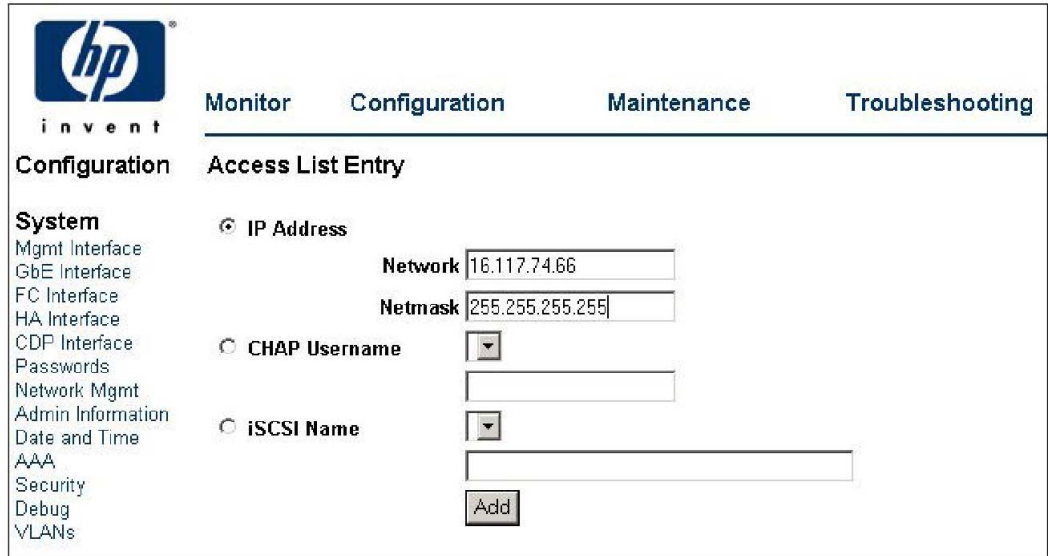 hp
®
invent
Monitor Configuration Maintenance Troubleshooting
Configuration
Access List Entry
System
Mgmt Interface
GbE Interface
FC Interface
HA Interface
CDP Interface
Passwords
Network Mgmt
Admin Information
Date and Time
AAA
Security
Debug
VLANs
IP Address
Network 16.117.74.66
Netmask 255.255.255.255
CHAP Username
iSCSI Name
Add